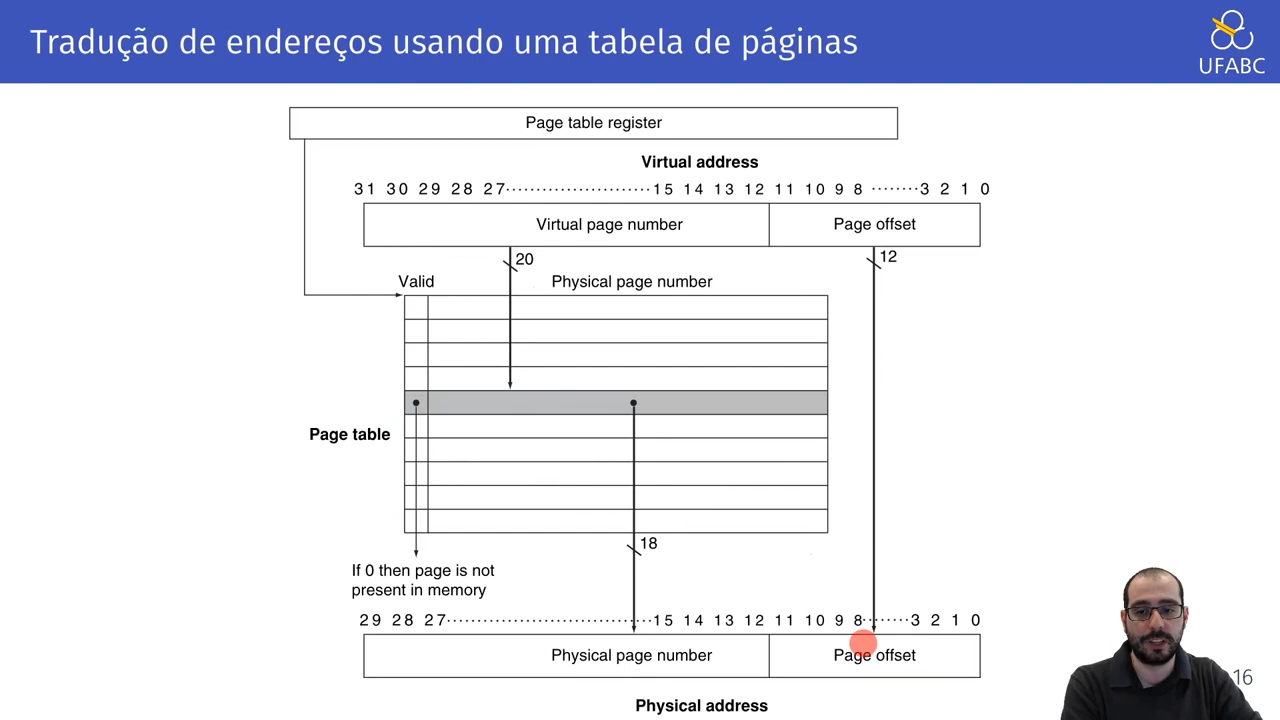 Tradução de endereços usando uma tabela de páginas
UFABC
Page table register
Virtual address
31 30 29 28 27........................15 14 13 12 11 10 9 8 ........3 2 1 0
Virtual page number
Page offset
20
12
Valid
Physical page number
Page table
18
If 0 then page is not
present in memory
29 28 27..................................15 14 13 12 11 10 9 8........3 2 1 0
Physical page number
Page offset
Physical address
16